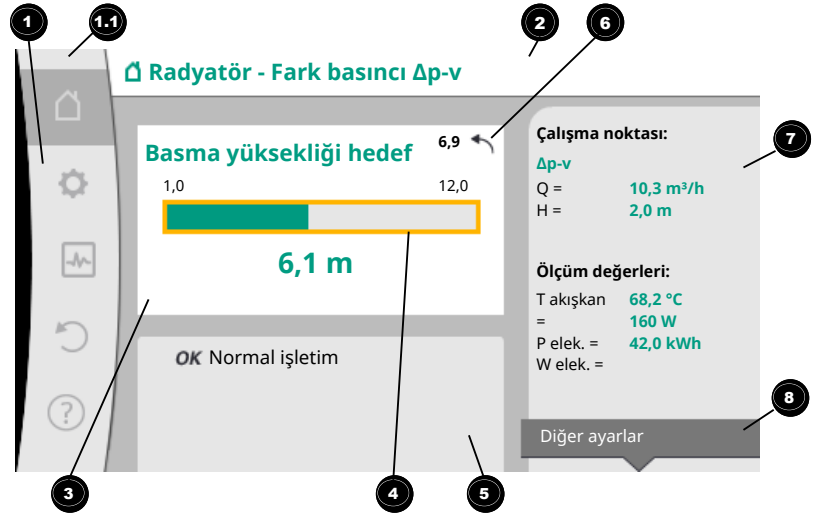 1
1.1
2
6
Radyatör - Fark basıncı Δp-v
Basma yüksekliği hedef
6,9
1,0
12,0
6,1 m
OK Normal işletim
Çalışma noktası:
7
Δp-v
Q = 10,3 m³/h
H = 2,0 m
Ölçüm değerleri:
T akışkan 68,2 °C
= 160 W
P elek. = 42,0 kWh
W elek. =
8
Diğer ayarlar
?
3
4
5